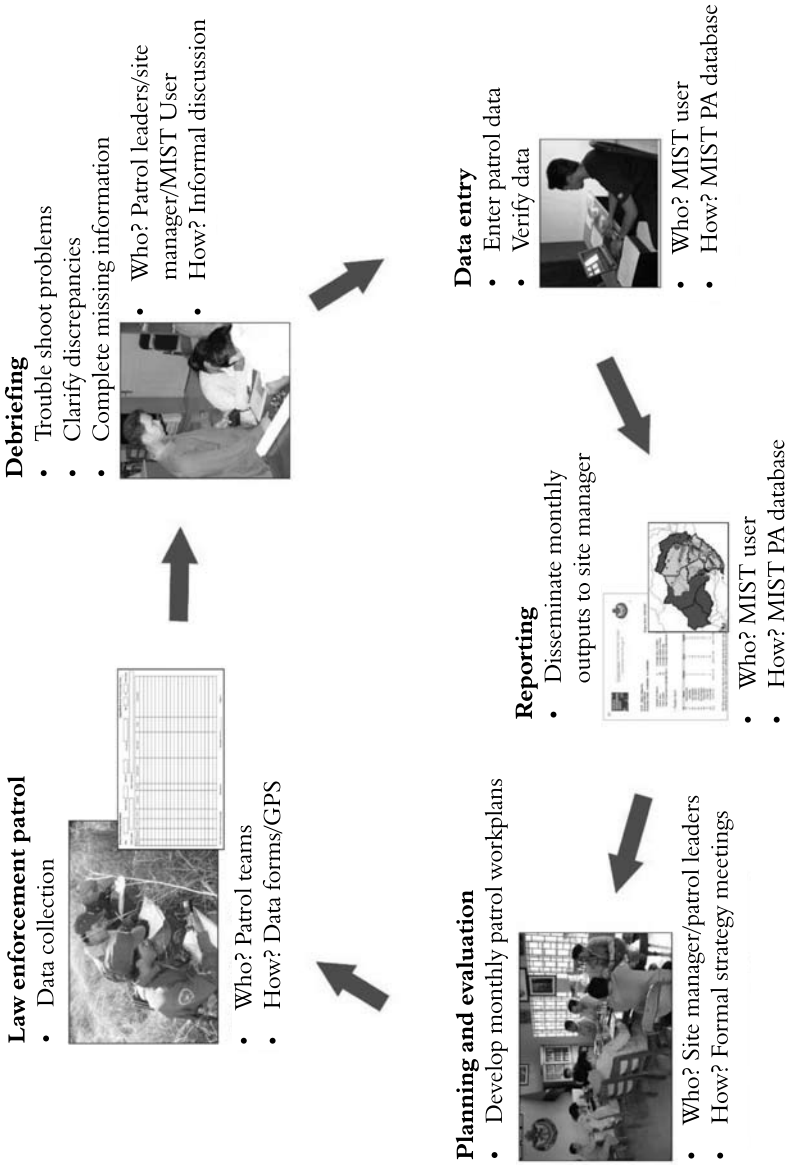 Law enforcement patrol
• Data collection
• Who? Patrol teams
• How? Data forms/GPS
Debriefing
• Trouble shoot problems
• Clarify discrepancies
• Complete missing information
• Who? Patrol leaders/site
manager/MIST User
• How? Informal discussion
Data entry
• Enter patrol data
• Verify data
• Who? MIST user
• How? MIST PA database
Reporting
• Disseminate monthly
outputs to site manager
• Who? MIST user
• How? MIST PA database
Planning and evaluation
• Develop monthly patrol workplans
• Who? Site manager/patrol leaders
• How? Formal strategy meetings